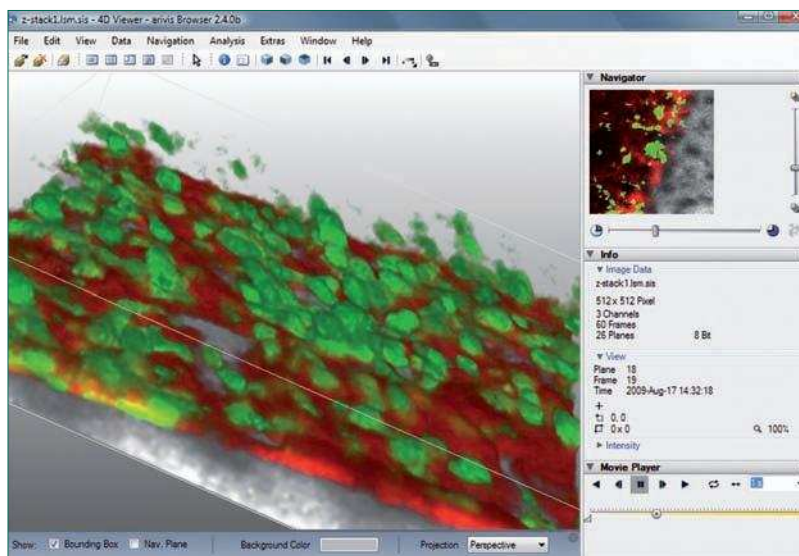 z-stack1.lsm.sis - 4D Viewer - arivis Browser 2.4.0b
File Edit View Data Navigation Analysis Extras Window Help
Navigator
Info
Image Data
z-stack1.lsm.sis
512 x 512 Pixel
3 Channels
60 Frames
26 Planes 8 Bit
View
Plane 18
Frame 19
Time 2009-Aug-17 14:32:18
0, 0
0 x 0 100%
Intensity
Movie Player
Show: Bounding Box Nav. Plane Background Color Projection Perspective